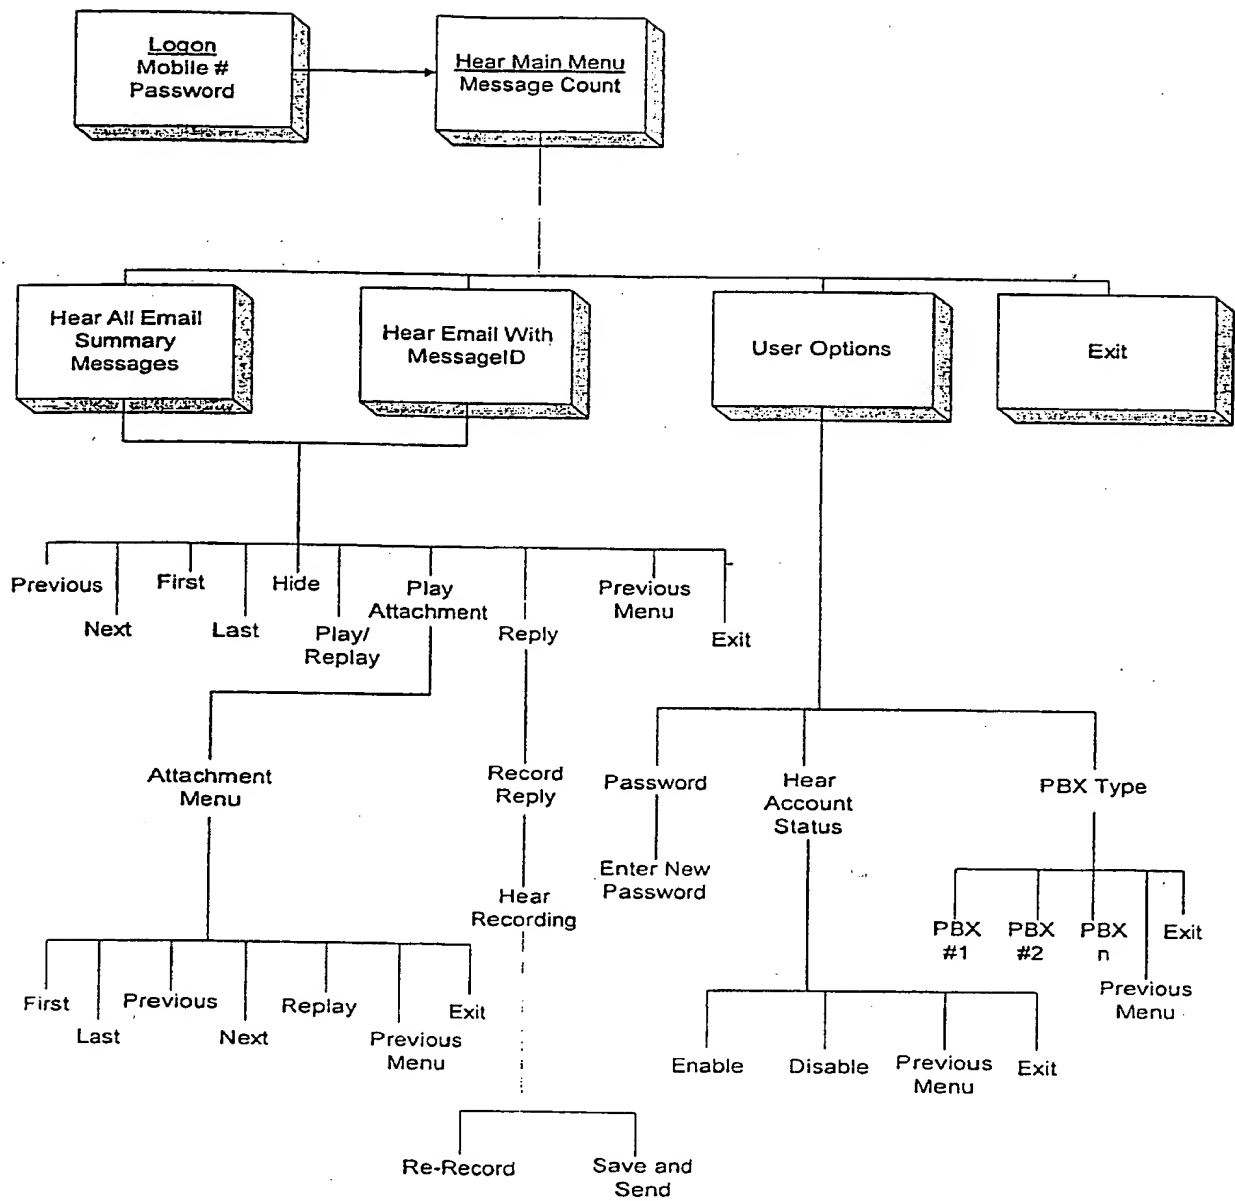 Logon
Mobile #
Password
Hear Main Menu
Message Count
Hear All Email
Summary
Messages
Hear Email With
MessageID
User Options
Exit
Previous
Next
First
Last
Hide
Play/
Replay
Play
Attachment
Reply
Previous
Menu
Exit
Attachment
Menu
Record
Reply
Hear
Recording
Password
Enter New
Password
Hear
Account
Status
PBX Type
PBX
#1
PBX
#2
PBX
n
Previous
Menu
Exit
First
Last
Previous
Next
Replay
Previous
Menu
Exit
Enable
Disable
Previous
Menu
Exit
Re-Record
Save and
Send